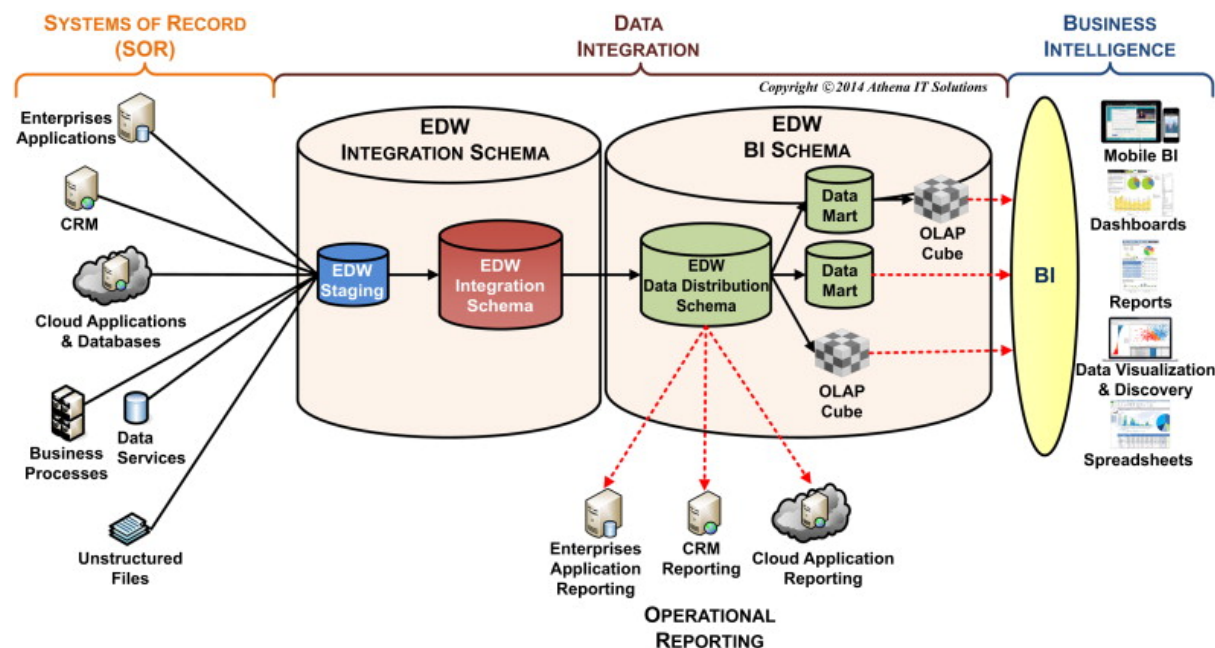 SYSTEMS OF RECORD
(SOR)
DATA
INTEGRATION
BUSINESS
INTELLIGENCE
Copyright © 2014 Athena IT Solutions
Enterprises
Applications
CRM
Cloud Applications
& Databases
Business
Processes
Data
Services
Unstructured
Files
EDW
INTEGRATION SCHEMA
EDW
Staging
EDW
Integration
Schema
EDW
BI SCHEMA
EDW
Data Distribution
Schema
Data
Mart
OLAP
Cube
Data
Mart
OLAP
Cube
BI
Mobile BI
Dashboards
Reports
Data Visualization
& Discovery
Spreadsheets
Enterprises
Application
Reporting
CRM
Reporting
Cloud Application
Reporting
OPERATIONAL
REPORTING